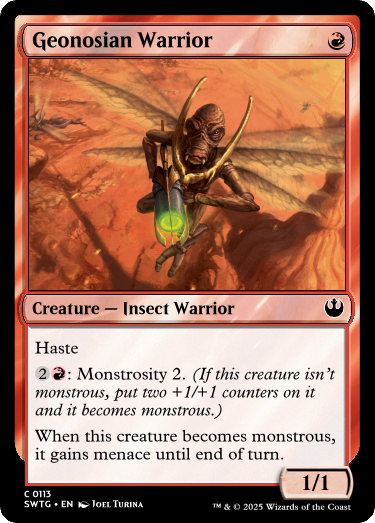 Geonosian Warrior
Creature — Insect Warrior
Haste
2: Monstrosity 2. (If this creature isn't
monstrous, put two +1/+1 counters on it
and it becomes monstrous.)
When this creature becomes monstrous,
it gains menace until end of turn.
1/1
C 0113
SWTG • EN Joel Turina
™ & © 2025 Wizards of the Coast